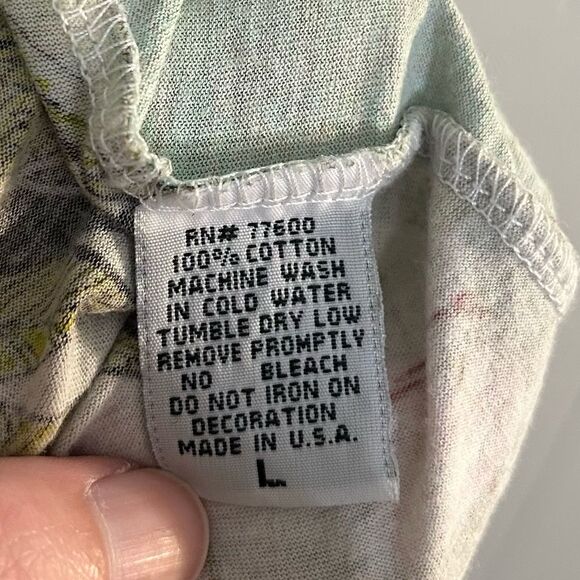 RN# 77600
100% COTTON
MACHINE WASH
IN COLD WATER
TUMBLE DRY LOW
REMOVE PROMPTLY
NO BLEACH
DO NOT IRON ON
DECORATION
MADE IN U.S.A.
L